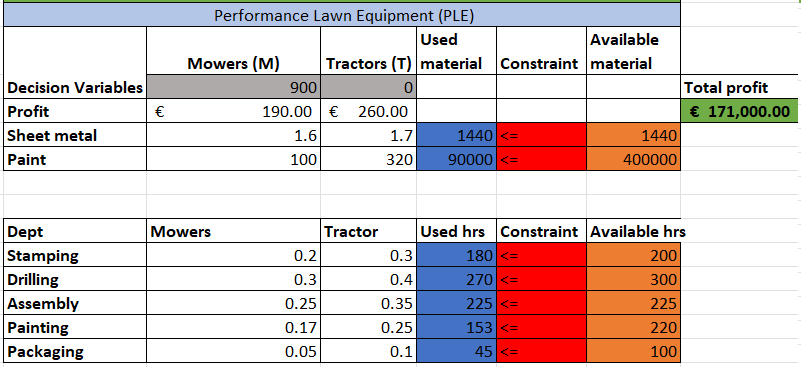 Performance Lawn Equipment (PLE)
Mowers (M) Tractors (T) Used material Constraint Available material
Decision Variables 900 0 Total profit
Profit € 190.00 € 260.00 € 171,000.00
Sheet metal 1.6 1.7 1440 <= 1440
Paint 100 320 90000 <= 400000
Dept Mowers Tractor Used hrs Constraint Available hrs
Stamping 0.2 0.3 180 <= 200
Drilling 0.3 0.4 270 <= 300
Assembly 0.25 0.35 225 <= 225
Painting 0.17 0.25 153 <= 220
Packaging 0.05 0.1 45 <= 100